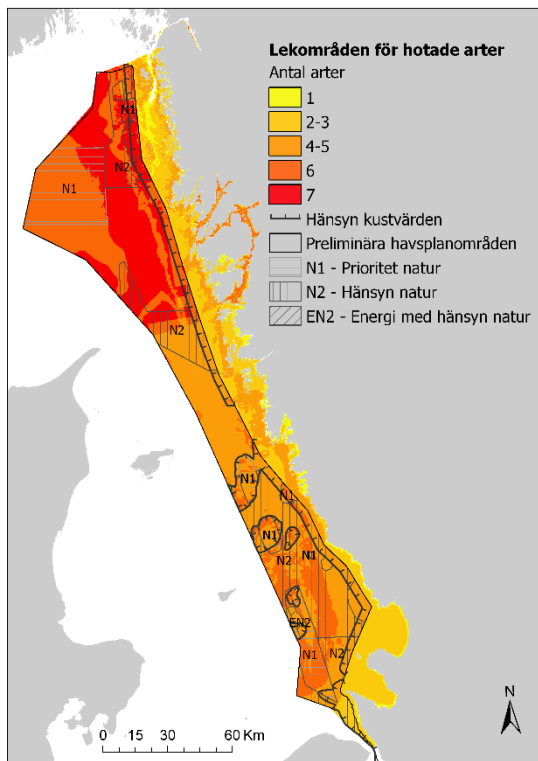 Lekområden för hotade arter
Antal arter
1
2-3
4-5
6
7
Hänsyn kustvärden
Preliminära havsplanområden
N1 - Prioritet natur
N2 - Hänsyn natur
EN2 - Energi med hänsyn natur
N1
N2
N1
N2
N1
N1
N1
N1
N2
EN2
N1
N2
N
0 15 30 60 Km